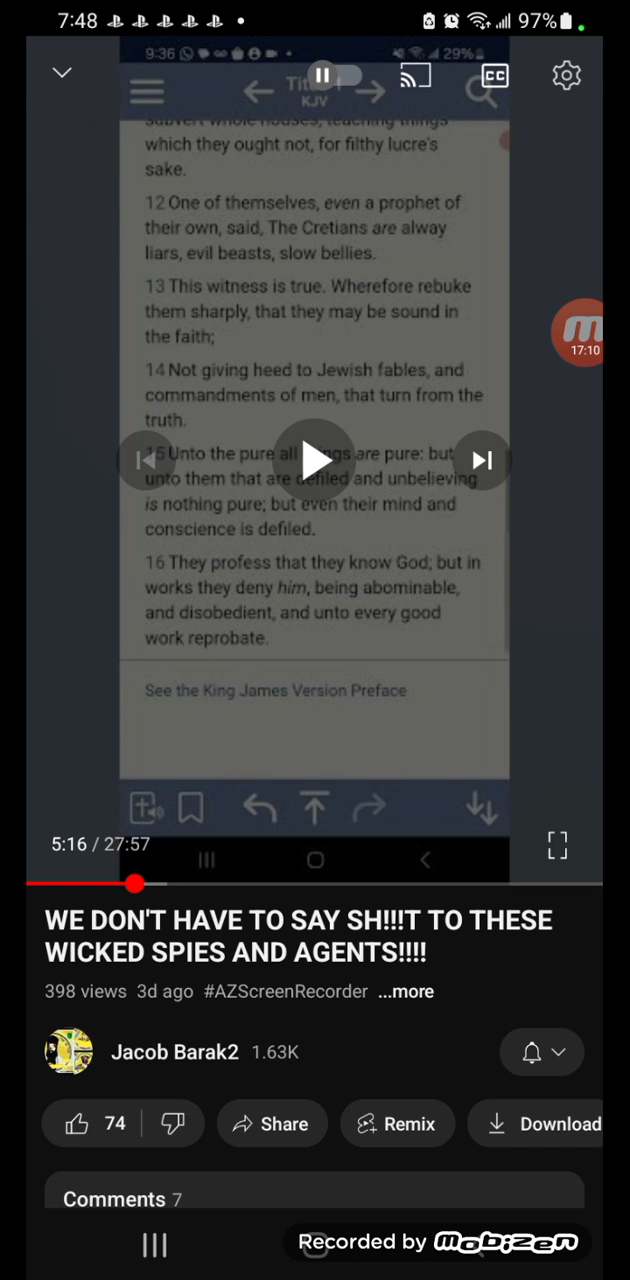 7:48
97%
9:36
29%
KJV
subvert whole houses, teaching things
which they ought not, for filthy lucre's
sake.
12 One of themselves, even a prophet of
their own, said, The Cretians are alway
liars, evil beasts, slow bellies.
13 This witness is true. Wherefore rebuke
them sharply, that they may be sound in
the faith;
14 Not giving heed to Jewish fables, and
commandments of men, that turn from the
truth.
15 Unto the pure all things are pure: but
unto them that are defiled and unbelieving
is nothing pure; but even their mind and
conscience is defiled.
16 They profess that they know God; but in
works they deny him, being abominable,
and disobedient, and unto every good
work reprobate.
See the King James Version Preface
CC
m
17:10
5:16 / 27:57
WE DON'T HAVE TO SAY SH!!!T TO THESE
WICKED SPIES AND AGENTS!!!!
398 views 3d ago #AZScreenRecorder ...more
Jacob Barak2 1.63K
74 Share Remix Download
Comments 7
Recorded by mobizen